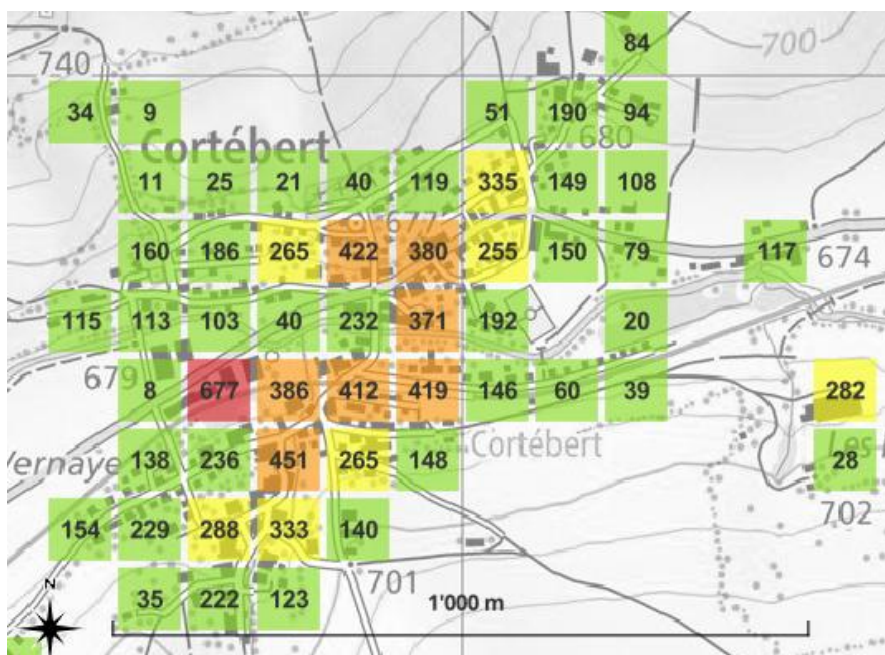 84
700
740
34 9 51 190 94
Cortébert 680
11 25 21 40 119 335 149 108
677
160 186 265 422 380 255 150 79 117
674
115 113 103 40 232 371 192 20
679
8 677 386 412 419 146 60 39 282
Cortébert
Vernaye 138 236 451 265 148 Les 28
702
154 229 288 333 140
701
N
35 222 123 1'000 m